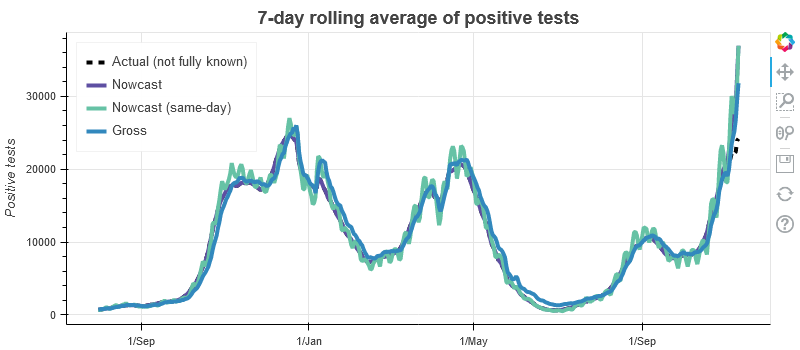 7-day rolling average of positive tests
Actual (not fully known)
Nowcast
Nowcast (same-day)
Gross
Positive tests
30000
20000
10000
0
1/Sep
1/Jan
1/May
1/Sep